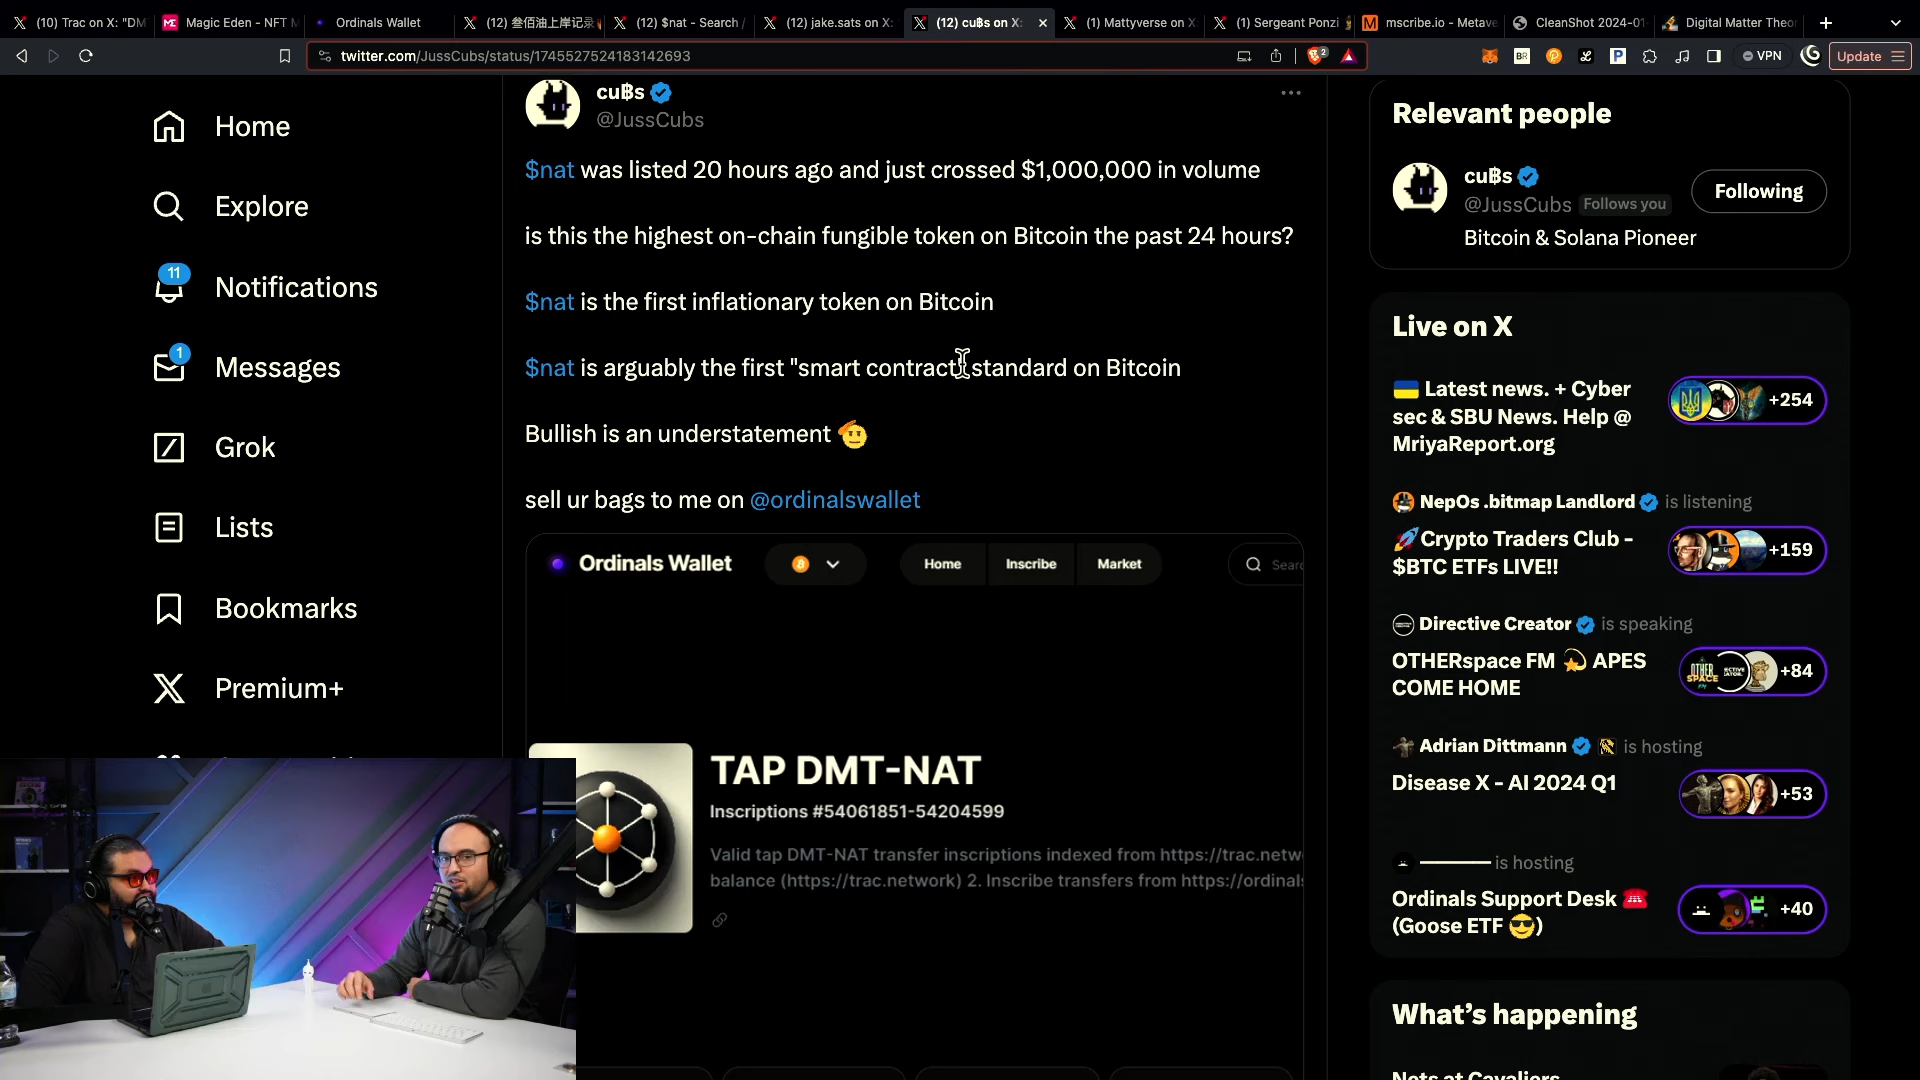 (10) Trac on X: "DM
Magic Eden - NFT M
Ordinals Wallet
(12) 叁佰油上岸记录
(12) $nat - Search /
(12) jake.sats on X:
(12) cu฿s on X:
(1) Mattyverse on X
(1) Sergeant Ponzi
mscribe.io - Metave
CleanShot 2024-01
Digital Matter Theor
twitter.com/JussCubs/status/1745527524183142693
2
VPN
Update
Home
Explore
11
Notifications
1
Messages
Grok
Lists
Bookmarks
Premium+
cu฿s
@JussCubs
$nat was listed 20 hours ago and just crossed $1,000,000 in volume
is this the highest on-chain fungible token on Bitcoin the past 24 hours?
$nat is the first inflationary token on Bitcoin
$nat is arguably the first "smart contract" standard on Bitcoin
Bullish is an understatement 🫡
sell ur bags to me on @ordinalswallet
Ordinals Wallet
Home
Inscribe
Market
Searc
TAP DMT-NAT
Inscriptions #54061851-54204599
Valid tap DMT-NAT transfer inscriptions indexed from https://trac.netw
balance (https://trac.network) 2. Inscribe transfers from https://ordinals
Relevant people
cu฿s
@JussCubs Follows you
Following
Bitcoin & Solana Pioneer
Live on X
🇺🇦 Latest news. + Cyber
sec & SBU News. Help @
MriyaReport.org
+254
NepOs .bitmap Landlord is listening
🚀Crypto Traders Club -
$BTC ETFs LIVE!!
+159
Directive Creator is speaking
OTHERspace FM 💫 APES
COME HOME
+84
Adrian Dittmann is hosting
Disease X - AI 2024 Q1
+53
is hosting
Ordinals Support Desk ☎️
(Goose ETF 😎)
+40
What's happening
Nets at Cavaliers